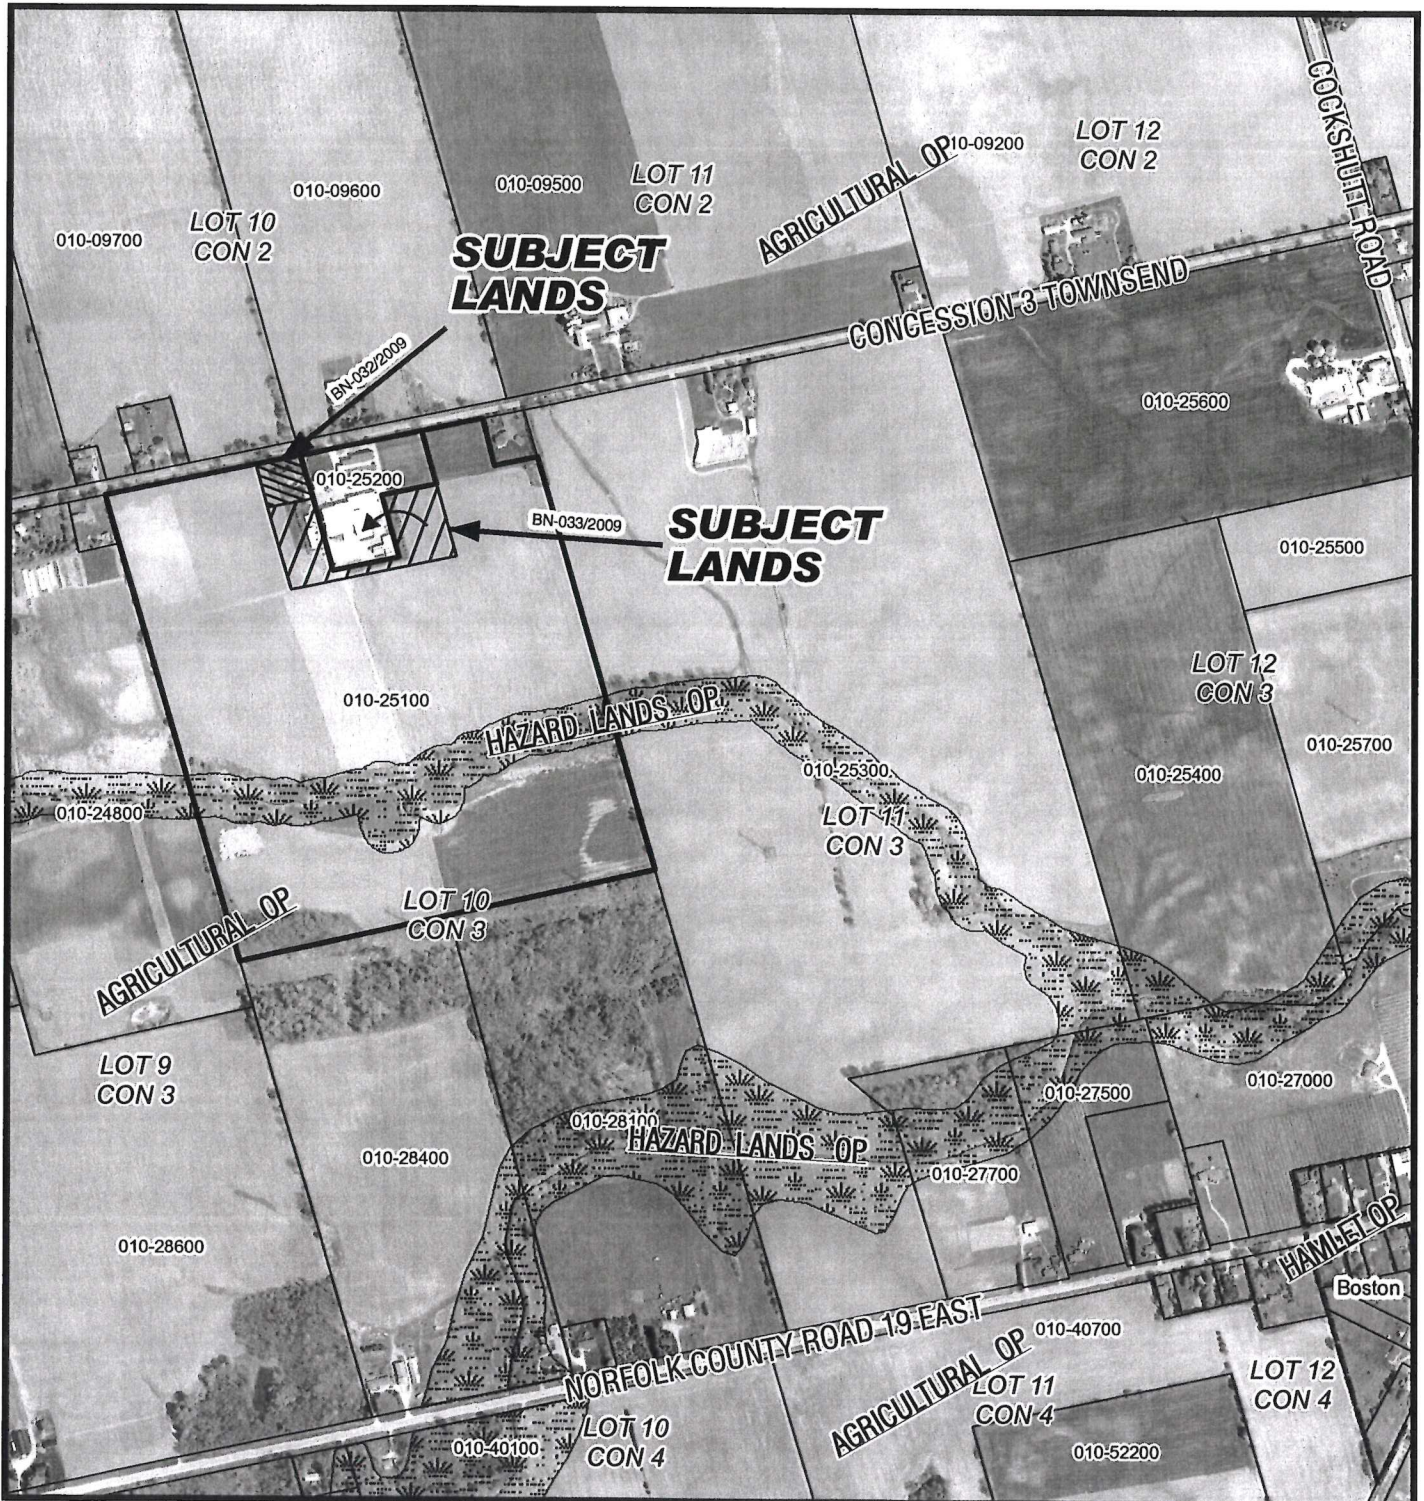 COCKSHUTT ROAD
LOT 12
CON 2
10-09200
AGRICULTURAL OP
LOT 11
CON 2
010-09500
010-09600
LOT 10
CON 2
010-09700
SUBJECT
LANDS
CONCESSION 3 TOWNSEND
BN-032/2009
010-25600
010-25200
BN-033/2009
SUBJECT
LANDS
010-25500
LOT 12
CON 3
010-25100
HAZARD LANDS OP
010-25700
010-25300
010-25400
010-24800
LOT 11
CON 3
LOT 10
CON 3
AGRICULTURAL OP
LOT 9
CON 3
010-27000
010-27500
010-28100
HAZARD LANDS OP
010-28400
010-27700
010-28600
HAMLET OP
Boston
NORFOLK COUNTY ROAD 19 EAST
010-40700
AGRICULTURAL OP
LOT 11
CON 4
LOT 12
CON 4
LOT 10
CON 4
010-40100
010-52200